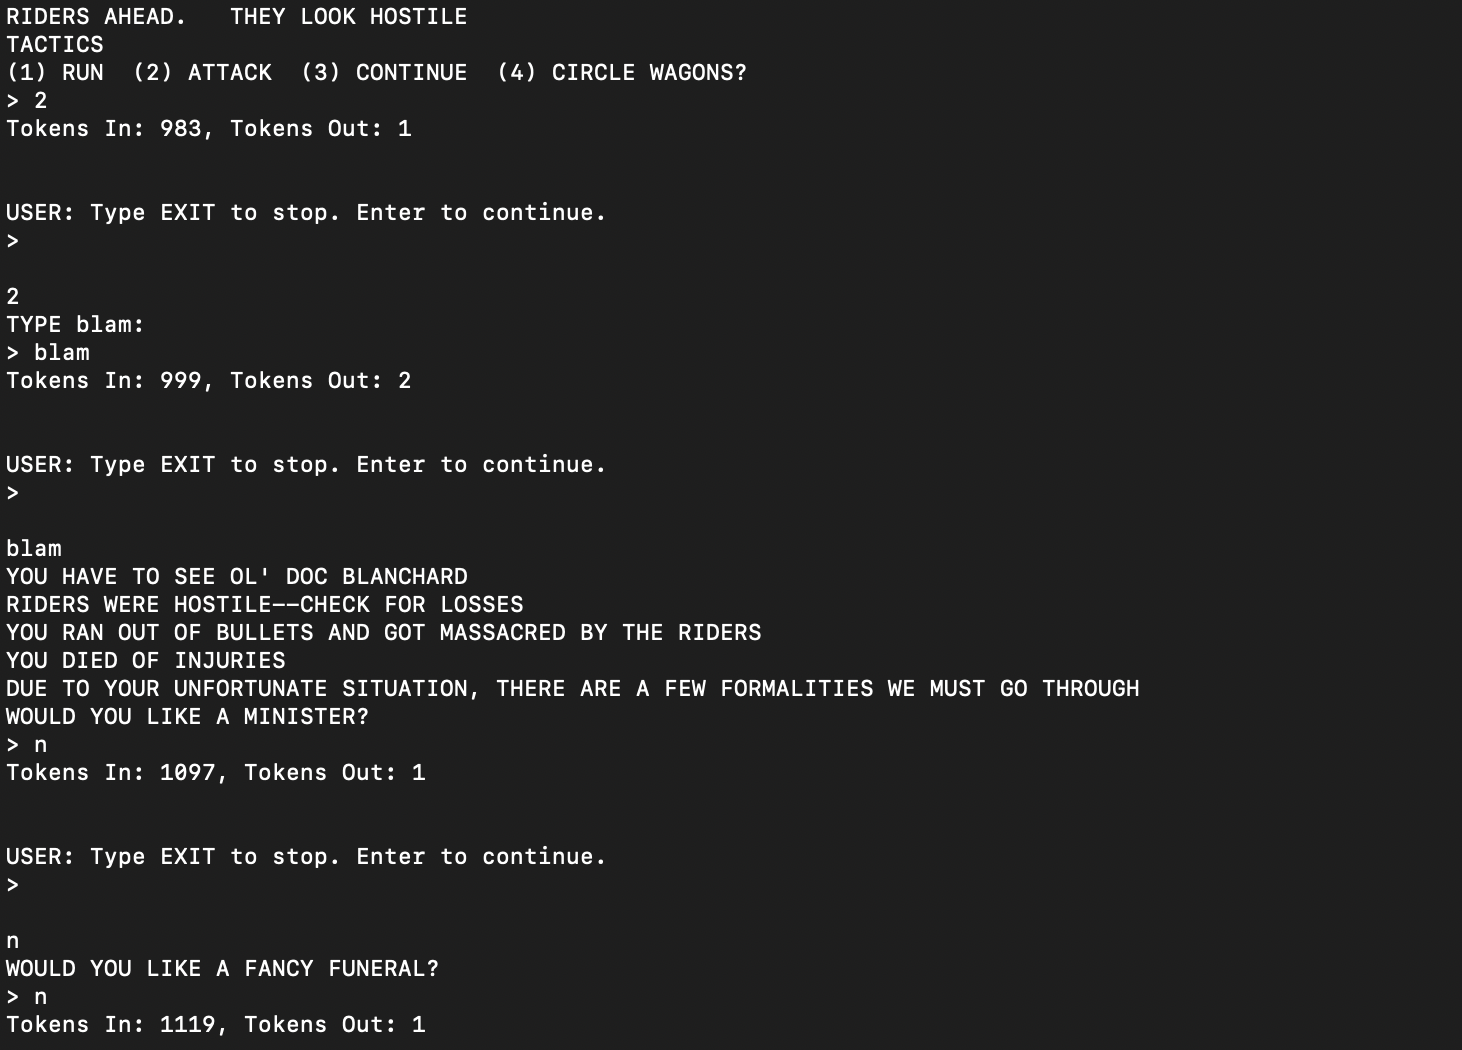 RIDERS AHEAD.   THEY LOOK HOSTILE
TACTICS
(1) RUN  (2) ATTACK  (3) CONTINUE  (4) CIRCLE WAGONS?
> 2
Tokens In: 983, Tokens Out: 1
USER: Type EXIT to stop. Enter to continue.
>
2
TYPE blam:
> blam
Tokens In: 999, Tokens Out: 2
USER: Type EXIT to stop. Enter to continue.
>
blam
YOU HAVE TO SEE OL' DOC BLANCHARD
RIDERS WERE HOSTILE--CHECK FOR LOSSES
YOU RAN OUT OF BULLETS AND GOT MASSACRED BY THE RIDERS
YOU DIED OF INJURIES
DUE TO YOUR UNFORTUNATE SITUATION, THERE ARE A FEW FORMALITIES WE MUST GO THROUGH
WOULD YOU LIKE A MINISTER?
> n
Tokens In: 1097, Tokens Out: 1
USER: Type EXIT to stop. Enter to continue.
>
n
WOULD YOU LIKE A FANCY FUNERAL?
> n
Tokens In: 1119, Tokens Out: 1